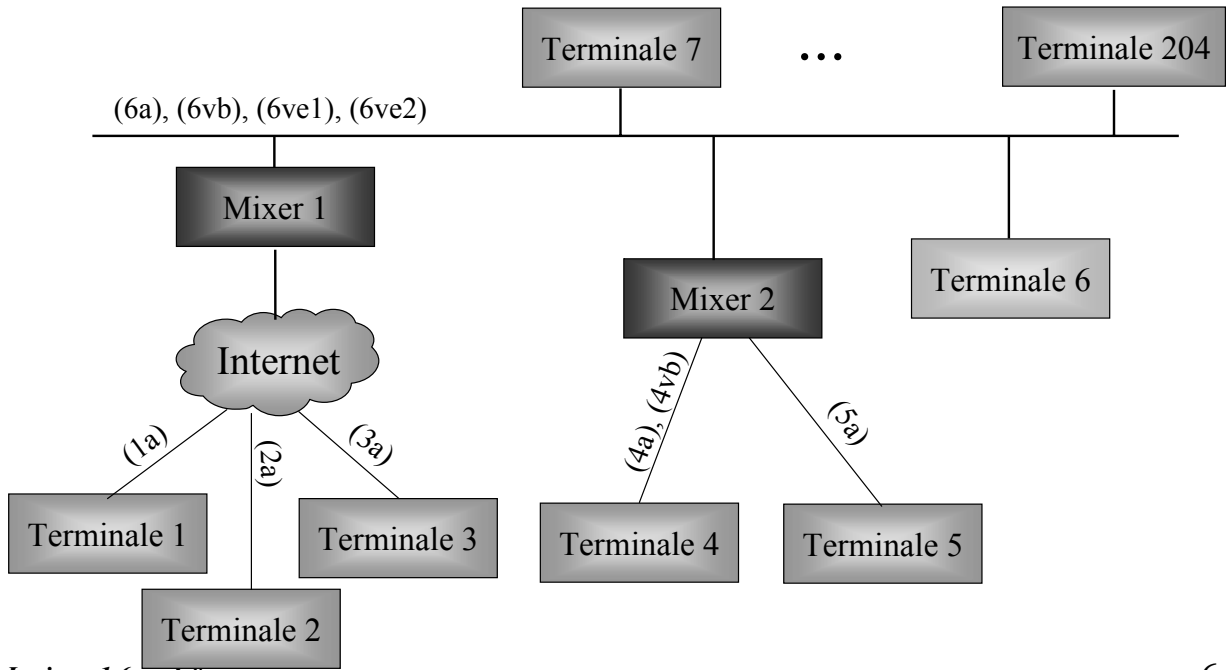 Terminale 7
...
Terminale 204
(6a), (6vb), (6ve1), (6ve2)
Mixer 1
Mixer 2
Terminale 6
Internet
(1a)
(2a)
(3a)
(4a), (4vb)
(5a)
Terminale 1
Terminale 3
Terminale 4
Terminale 5
Terminale 2